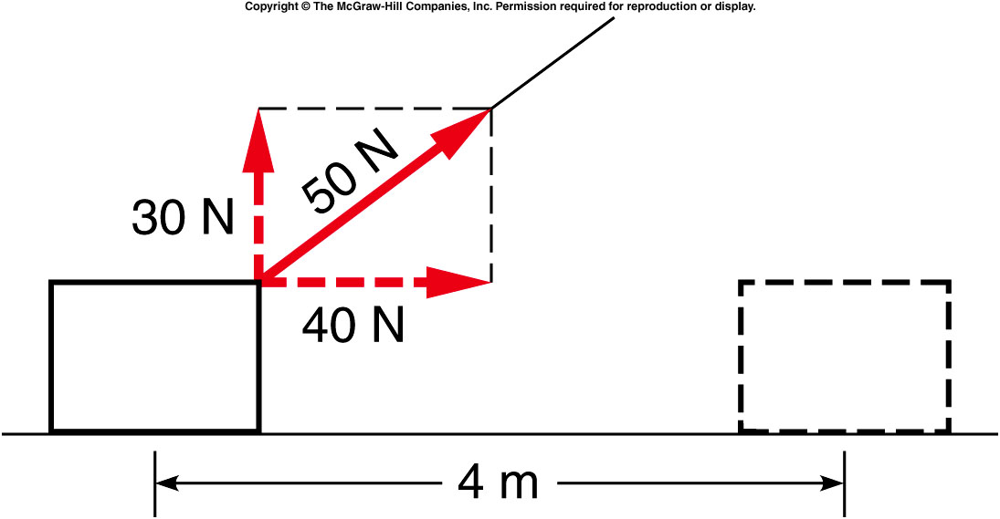 Copyright © The McGraw-Hill Companies, Inc. Permission required for reproduction or display.
50 N
30 N
40 N
4 m